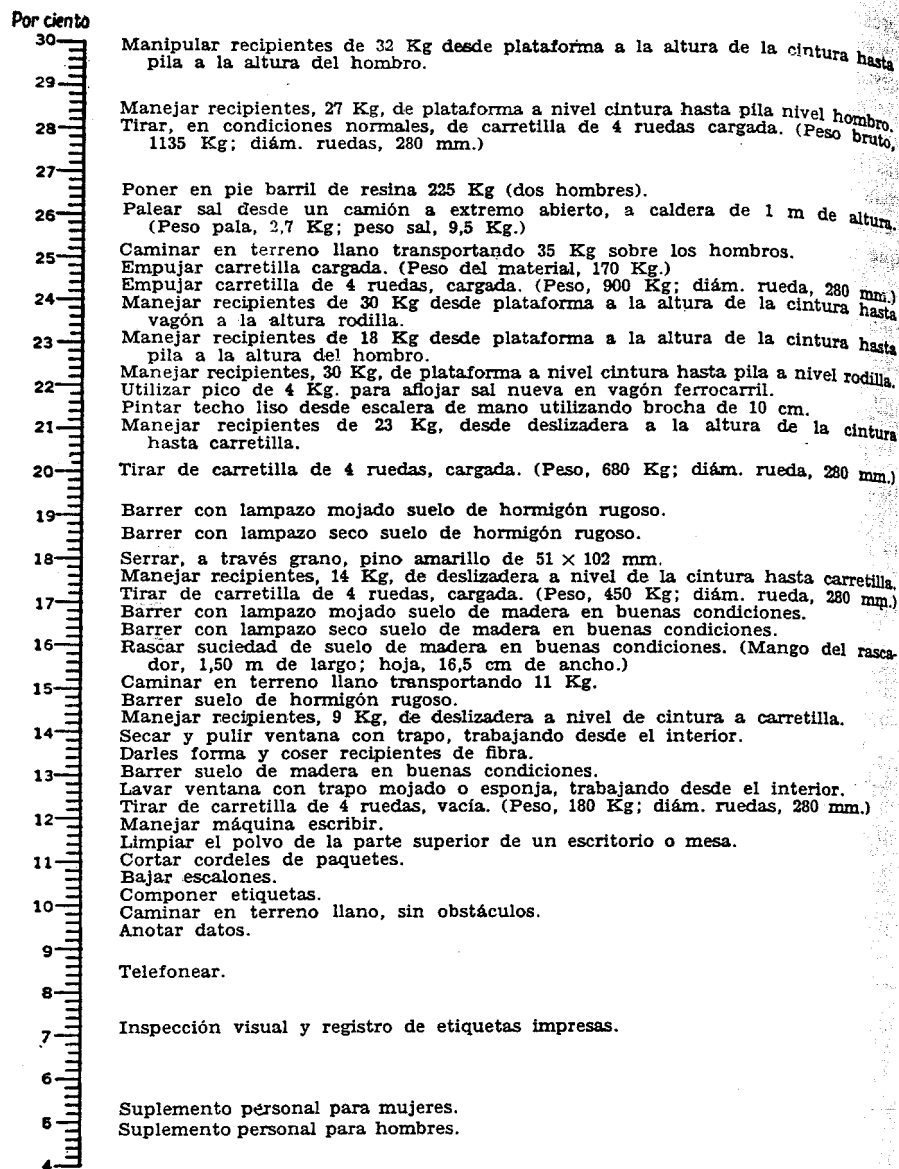 Por ciento
30
Manipular recipientes de 32 Kg desde plataforma a la altura de la cintura hasta
pila a la altura del hombro.
29
Manejar recipientes, 27 Kg, de plataforma a nivel cintura hasta pila nivel hombro.
28
Tirar, en condiciones normales, de carretilla de 4 ruedas cargada. (Peso bruto,
1135 Kg; diám. ruedas, 280 mm.)
27
Poner en pie barril de resina 225 Kg (dos hombres).
26
Palear sal desde un camión a extremo abierto, a caldera de 1 m de altura.
(Peso pala, 2,7 Kg; peso sal, 9,5 Kg.)
25
Caminar en terreno llano transportando 35 Kg sobre los hombros.
Empujar carretilla cargada. (Peso del material, 170 Kg.)
Empujar carretilla de 4 ruedas, cargada. (Peso, 900 Kg; diám. rueda, 280 mm.)
24
Manejar recipientes de 30 Kg desde plataforma a la altura de la cintura hasta
vagón a la altura rodilla.
23
Manejar recipientes de 18 Kg desde plataforma a la altura de la cintura hasta
pila a la altura del hombro.
Manejar recipientes, 30 Kg, de plataforma a nivel cintura hasta pila a nivel rodilla.
22
Utilizar pico de 4 Kg. para aflojar sal nueva en vagón ferrocarril.
Pintar techo liso desde escalera de mano utilizando brocha de 10 cm.
21
Manejar recipientes de 23 Kg, desde deslizadera a la altura de la cintura
hasta carretilla.
20
Tirar de carretilla de 4 ruedas, cargada. (Peso, 680 Kg; diám. rueda, 280 mm.)
19
Barrer con lampazo mojado suelo de hormigón rugoso.
Barrer con lampazo seco suelo de hormigón rugoso.
18
Serrar, a través grano, pino amarillo de 51 × 102 mm.
Manejar recipientes, 14 Kg, de deslizadera a nivel de la cintura hasta carretilla.
Tirar de carretilla de 4 ruedas, cargada. (Peso, 450 Kg; diám. rueda, 280 mm.)
17
Barrer con lampazo mojado suelo de madera en buenas condiciones.
Barrer con lampazo seco suelo de madera en buenas condiciones.
16
Rascar suciedad de suelo de madera en buenas condiciones. (Mango del rasca-
dor, 1,50 m de largo; hoja, 16,5 cm de ancho.)
15
Caminar en terreno llano transportando 11 Kg.
Barrer suelo de hormigón rugoso.
Manejar recipientes, 9 Kg, de deslizadera a nivel de cintura a carretilla.
14
Secar y pulir ventana con trapo, trabajando desde el interior.
Darles forma y coser recipientes de fibra.
13
Barrer suelo de madera en buenas condiciones.
Lavar ventana con trapo mojado o esponja, trabajando desde el interior.
Tirar de carretilla de 4 ruedas, vacía. (Peso, 180 Kg; diám. ruedas, 280 mm.)
12
Manejar máquina escribir.
Limpiar el polvo de la parte superior de un escritorio o mesa.
11
Cortar cordeles de paquetes.
Bajar escalones.
Componer etiquetas.
10
Caminar en terreno llano, sin obstáculos.
Anotar datos.
9
Telefonear.
8
Inspección visual y registro de etiquetas impresas.
7
6
Suplemento personal para mujeres.
5
Suplemento personal para hombres.
4